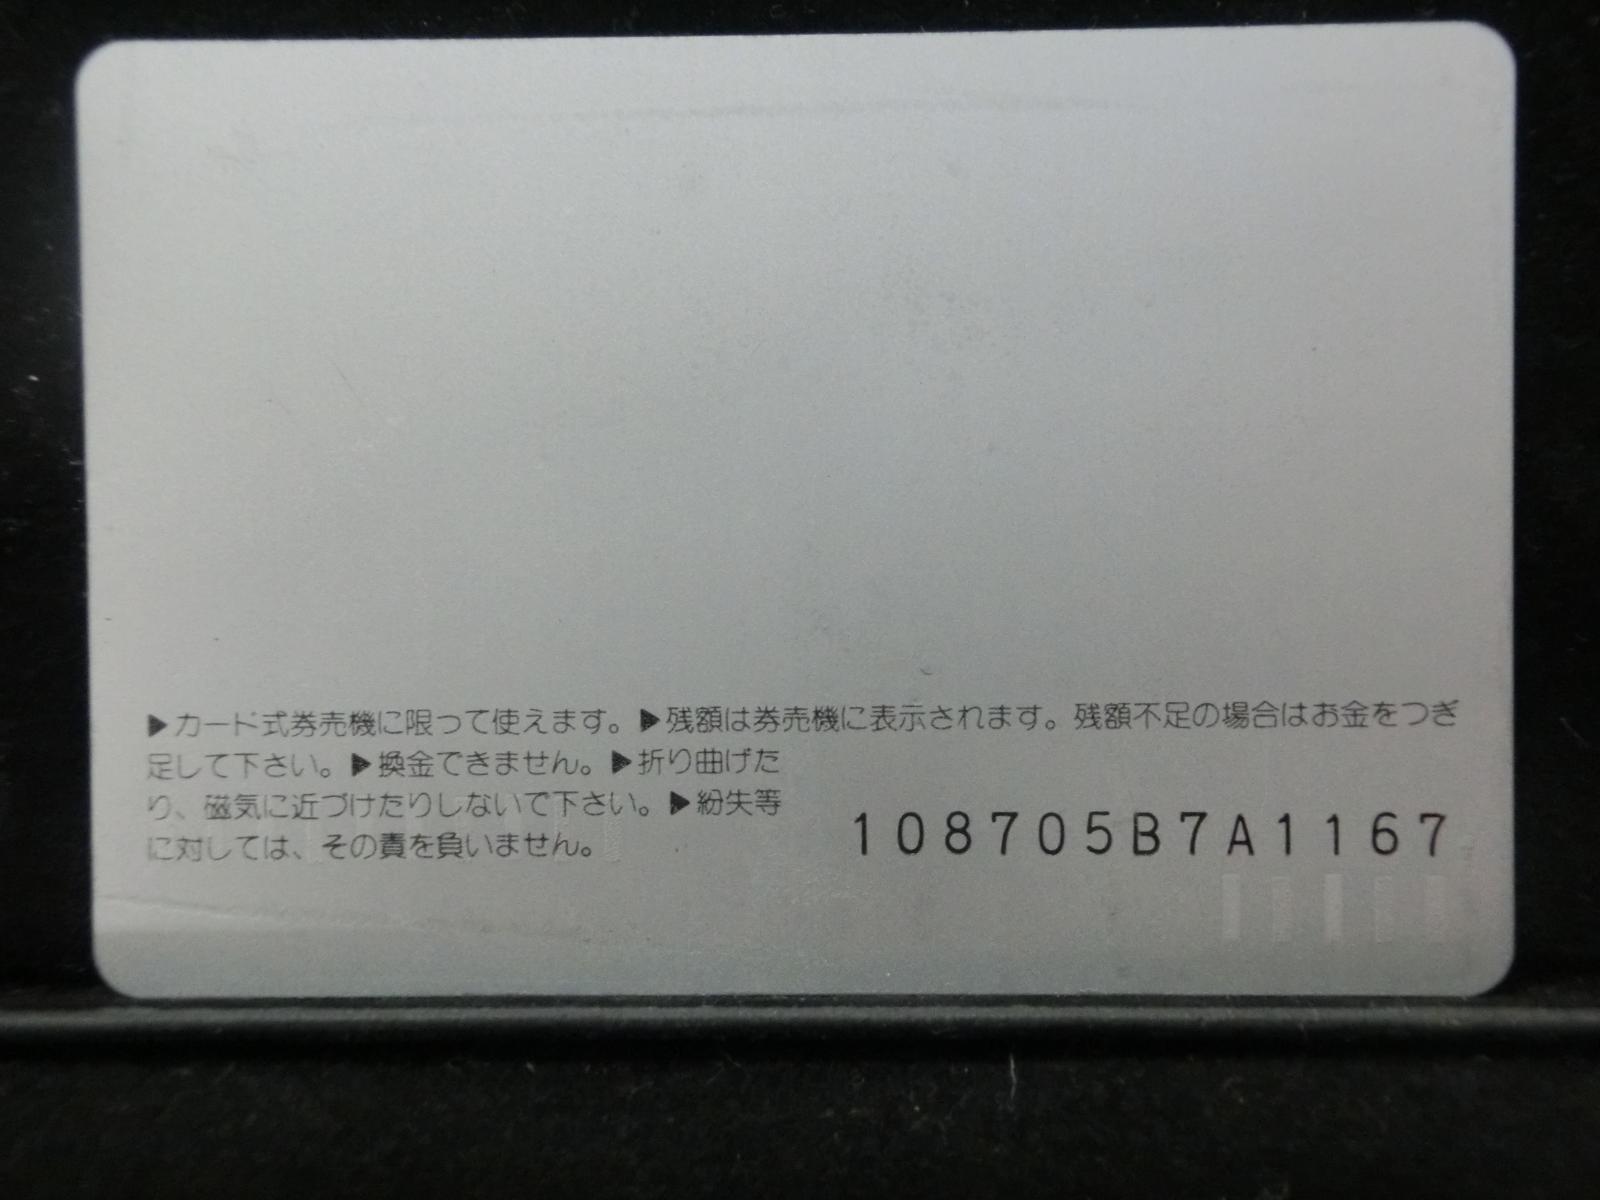 ▶カード式券売機に限って使えます。▶残額は券売機に表示されます。残額不足の場合はお金をつぎ
足して下さい。▶換金できません。▶折り曲げた
り、磁気に近づけたりしないで下さい。▶紛失等
に対しては、その責を負いません。
108705B7A1167